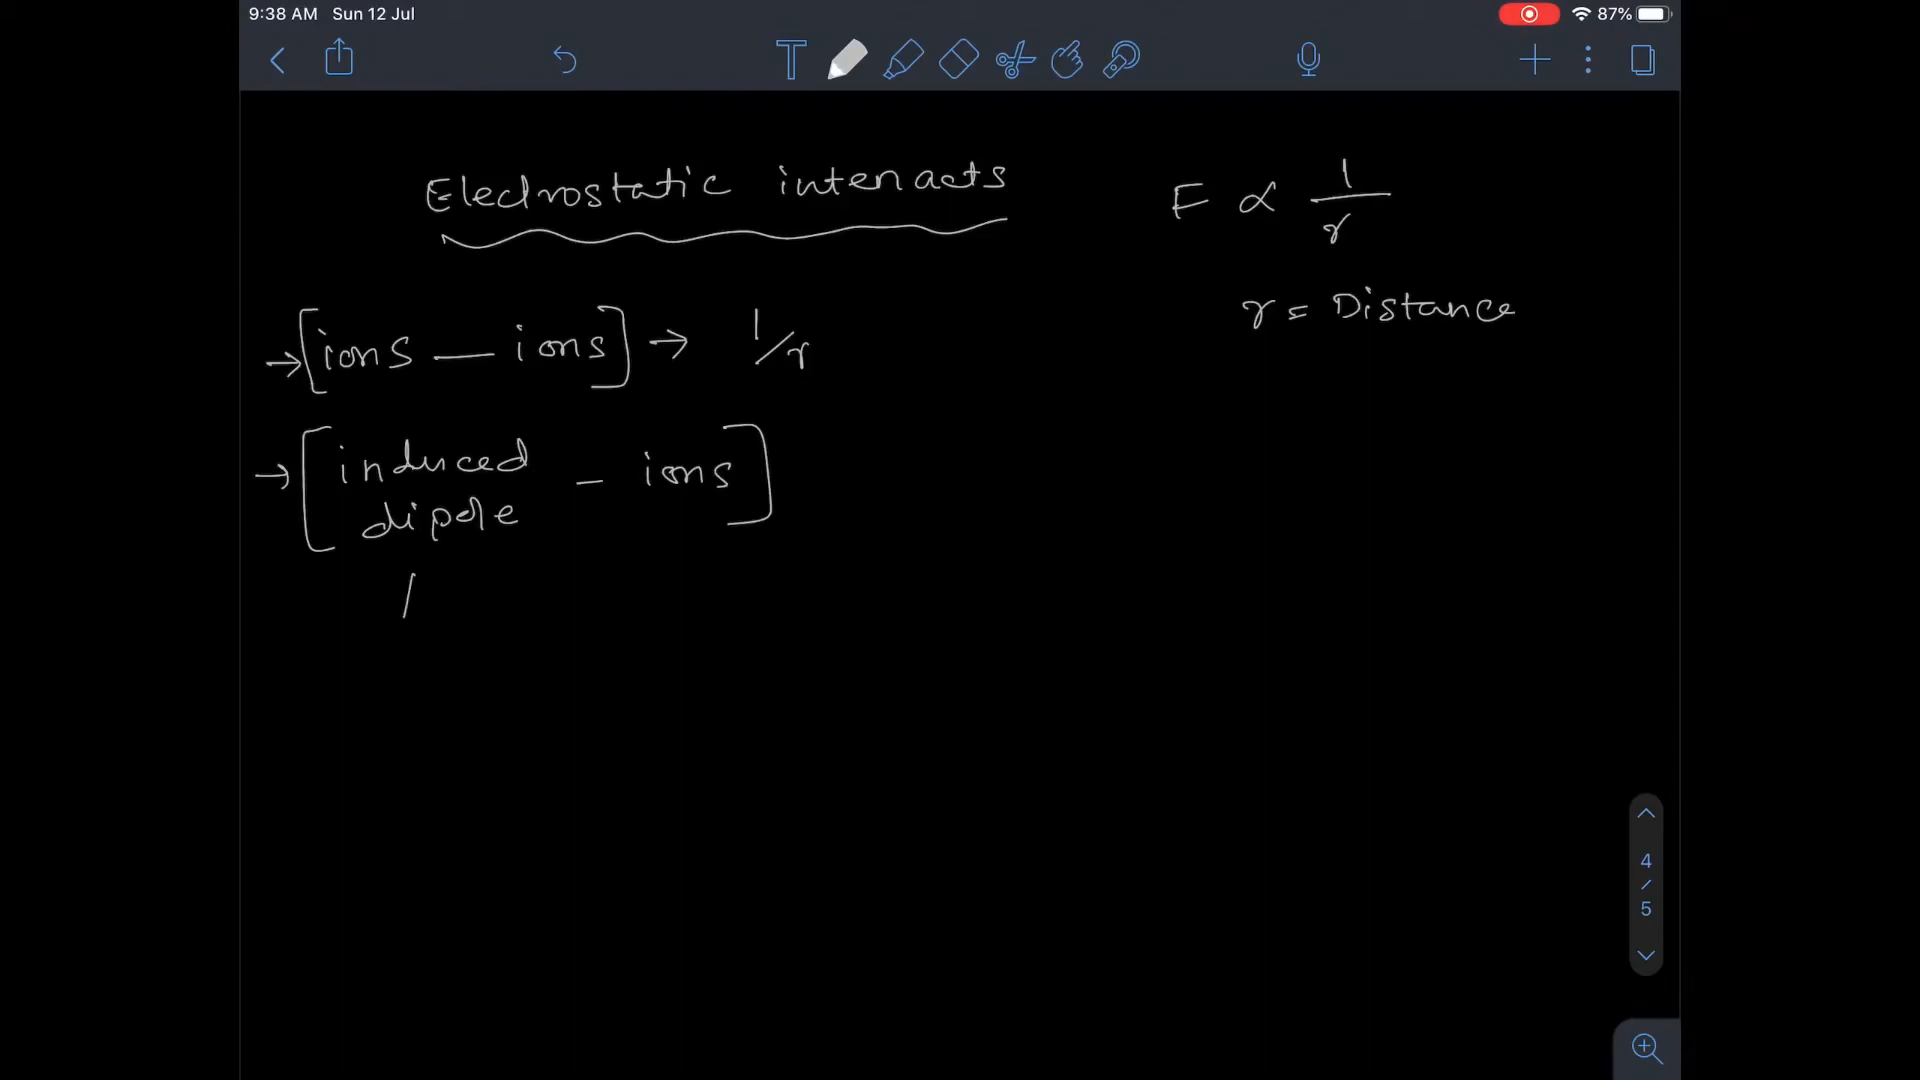 9:38 AM Sun 12 Jul
87%
T
Electrostatic interacts
F ∝ 1/r
r = Distance
→ [ions — ions] → 1/r
→ [induced dipole - ions]
4
/
5